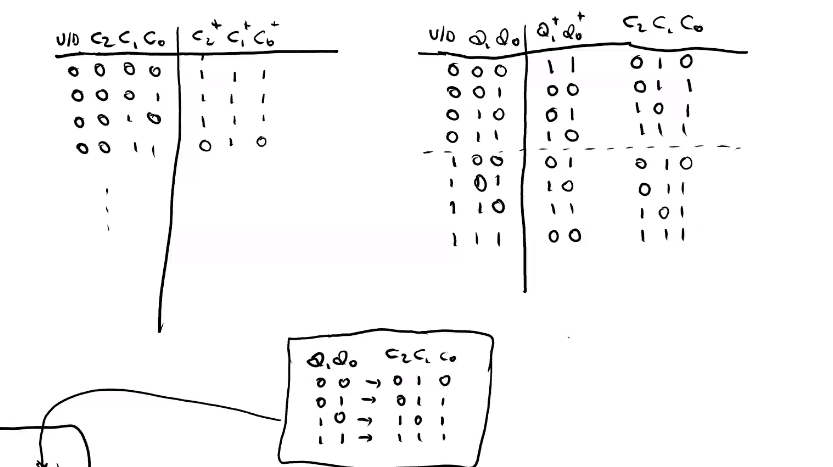 U/D C2 C1 C0 C2+ C1+ C0+
0 0 0 0 1 1 1
0 0 0 1 1 1 1
0 0 1 0 1 1 1
0 0 1 1 0 1 0
U/D Q1 Q0 Q1+ Q0+ C2 C1 C0
0 0 0 1 1 0 1 0
0 0 1 0 0 0 1 1
0 1 0 0 1 1 0 1
0 1 1 1 0 1 1 1
1 0 0 0 1 0 1 0
1 0 1 1 0 0 1 1
1 1 0 1 1 1 0 1
1 1 1 0 0 1 1 1
Q1 Q0 C2 C1 C0
0 0 → 0 1 0
0 1 → 0 1 1
1 0 → 1 0 1
1 1 → 1 1 1